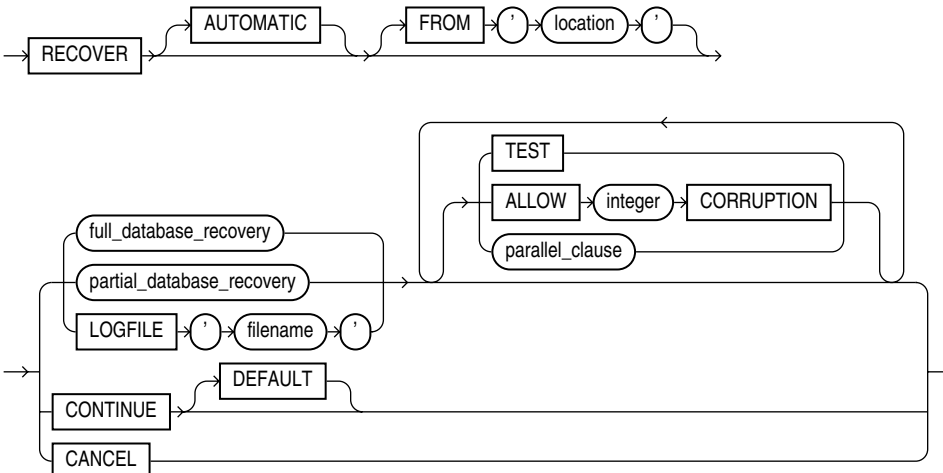 RECOVER AUTOMATIC FROM ' location '
TEST
ALLOW integer CORRUPTION
parallel_clause
full_database_recovery
partial_database_recovery
LOGFILE ' filename '
CONTINUE DEFAULT
CANCEL